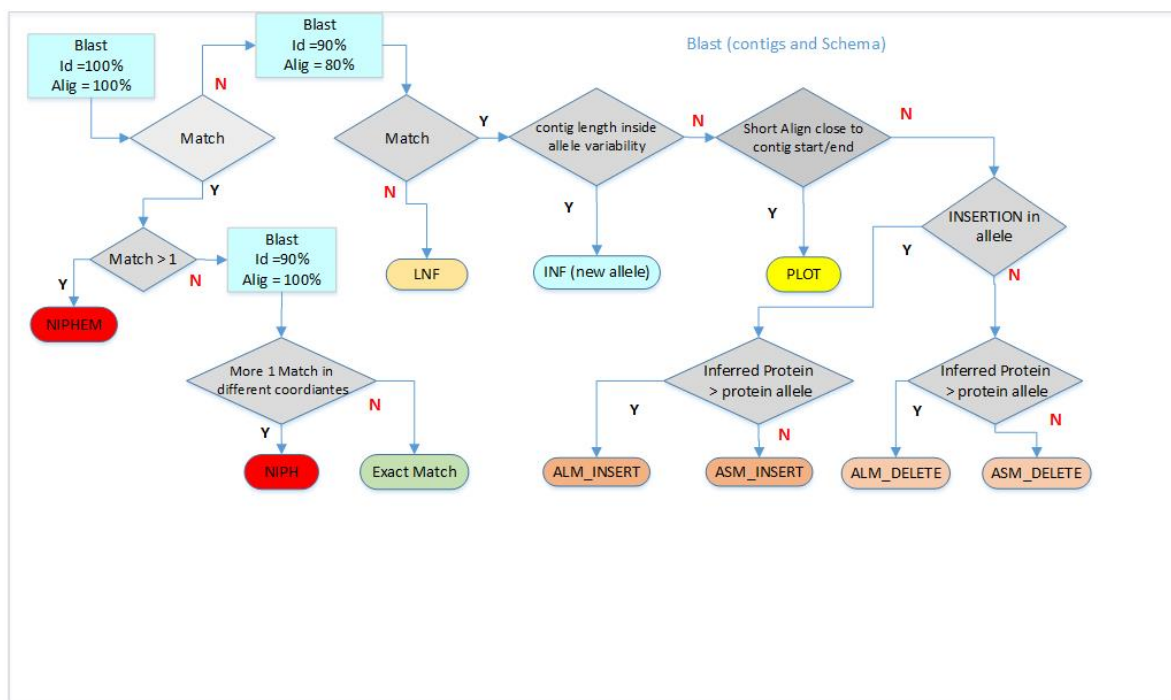 Blast
Id =100%
Alig = 100%
Blast
Id =90%
Alig = 80%
Blast (contigs and Schema)
N
Match
Match
Y
contig length inside
allele variability
N
Short Align close to
contig start/end
N
Y
N
Y
Y
INSERTION in
allele
Match > 1
Y
N
Blast
Id =90%
Alig = 100%
LNF
INF (new allele)
PLOT
Y
N
NIPHEM
More 1 Match in
different coordiantes
Inferred Protein
> protein allele
Inferred Protein
> protein allele
Y
N
Y
N
Y
N
NIPH
Exact Match
ALM_INSERT
ASM_INSERT
ALM_DELETE
ASM_DELETE